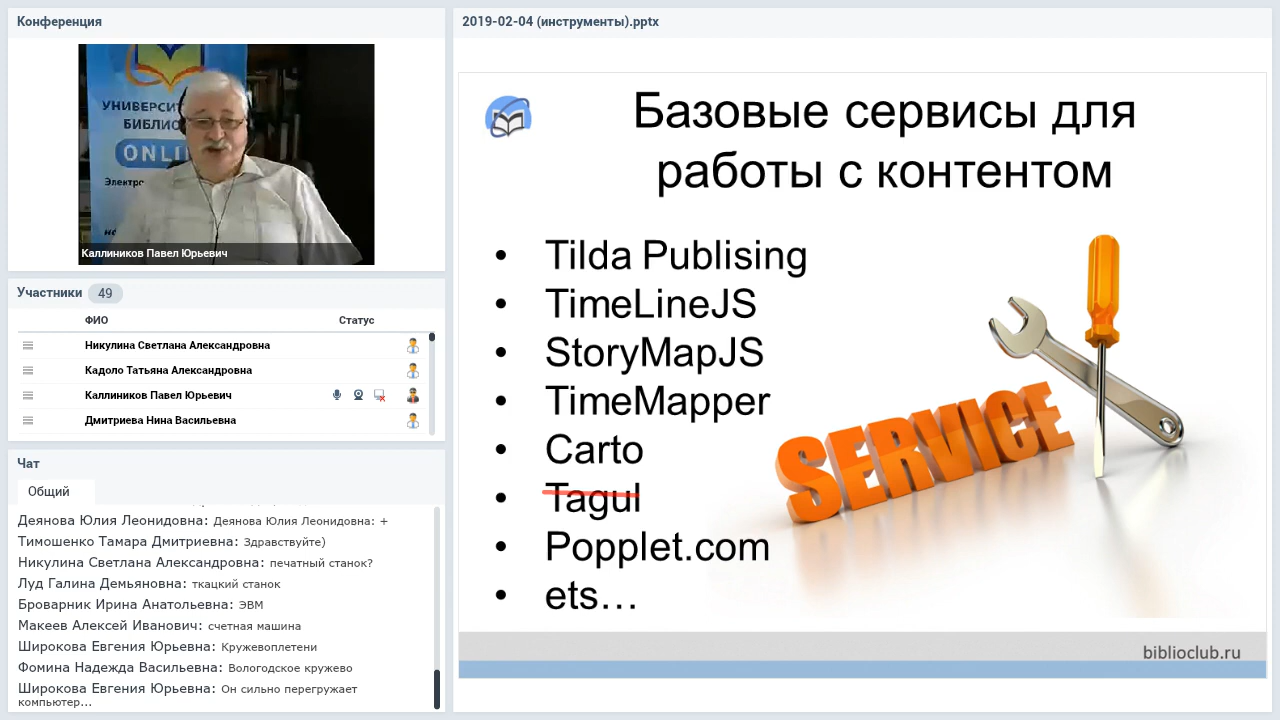 Конференция
УНИВЕРСИТ
БИБЛИО
ONLI
Электро
Каллиников Павел Юрьевич
Участники 49
ФИО Статус
Никулина Светлана Александровна
Кадоло Татьяна Александровна
Каллиников Павел Юрьевич
Дмитриева Нина Васильевна
Чат
Общий
Деянова Юлия Леонидовна: Деянова Юлия Леонидовна: +
Тимошенко Тамара Дмитриевна: Здравствуйте)
Никулина Светлана Александровна: печатный станок?
Луд Галина Демьяновна: ткацкий станок
Броварник Ирина Анатольевна: ЭВМ
Макеев Алексей Иванович: счетная машина
Широкова Евгения Юрьевна: Кружевоплетени
Фомина Надежда Васильевна: Вологодское кружево
Широкова Евгения Юрьевна: Он сильно перегружает
компьютер...
2019-02-04 (инструменты).pptx
Базовые сервисы для
работы с контентом
• Tilda Publising
• TimeLineJS
• StoryMapJS
• TimeMapper
• Carto
• Tagul
• Popplet.com
• ets…
SERVICE
biblioclub.ru